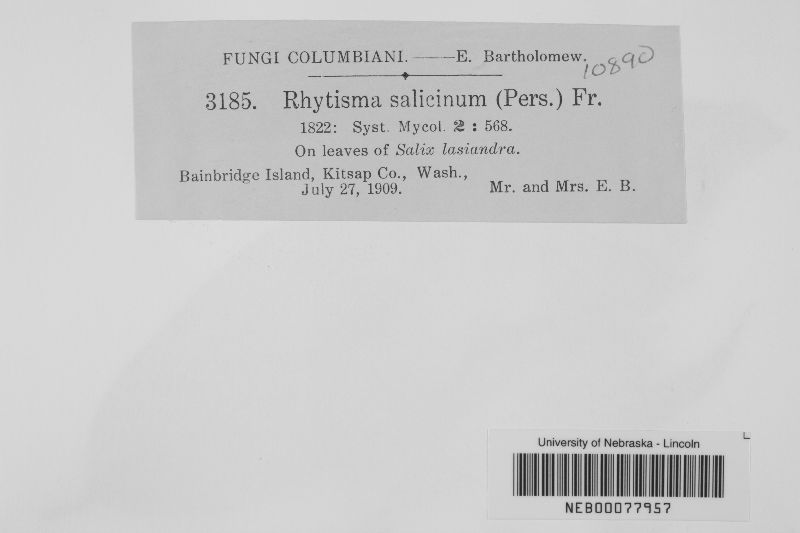 FUNGI COLUMBIANI. —— E. Bartholomew.
10890
3185. Rhytisma salicinum (Pers.) Fr.
1822: Syst. Mycol. 2 : 568.
On leaves of Salix lasiandra.
Bainbridge Island, Kitsap Co., Wash.,
July 27, 1909. Mr. and Mrs. E. B.
University of Nebraska - Lincoln
NEB00077957